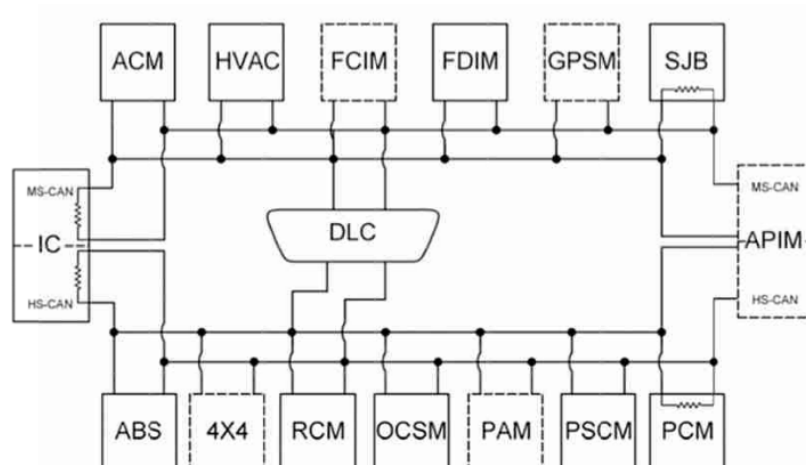 ACM HVAC FCIM FDIM GPSM SJB
MS-CAN
MS-CAN
DLC
IC
APIM
HS-CAN
HS-CAN
ABS 4X4 RCM OCSM PAM PSCM PCM